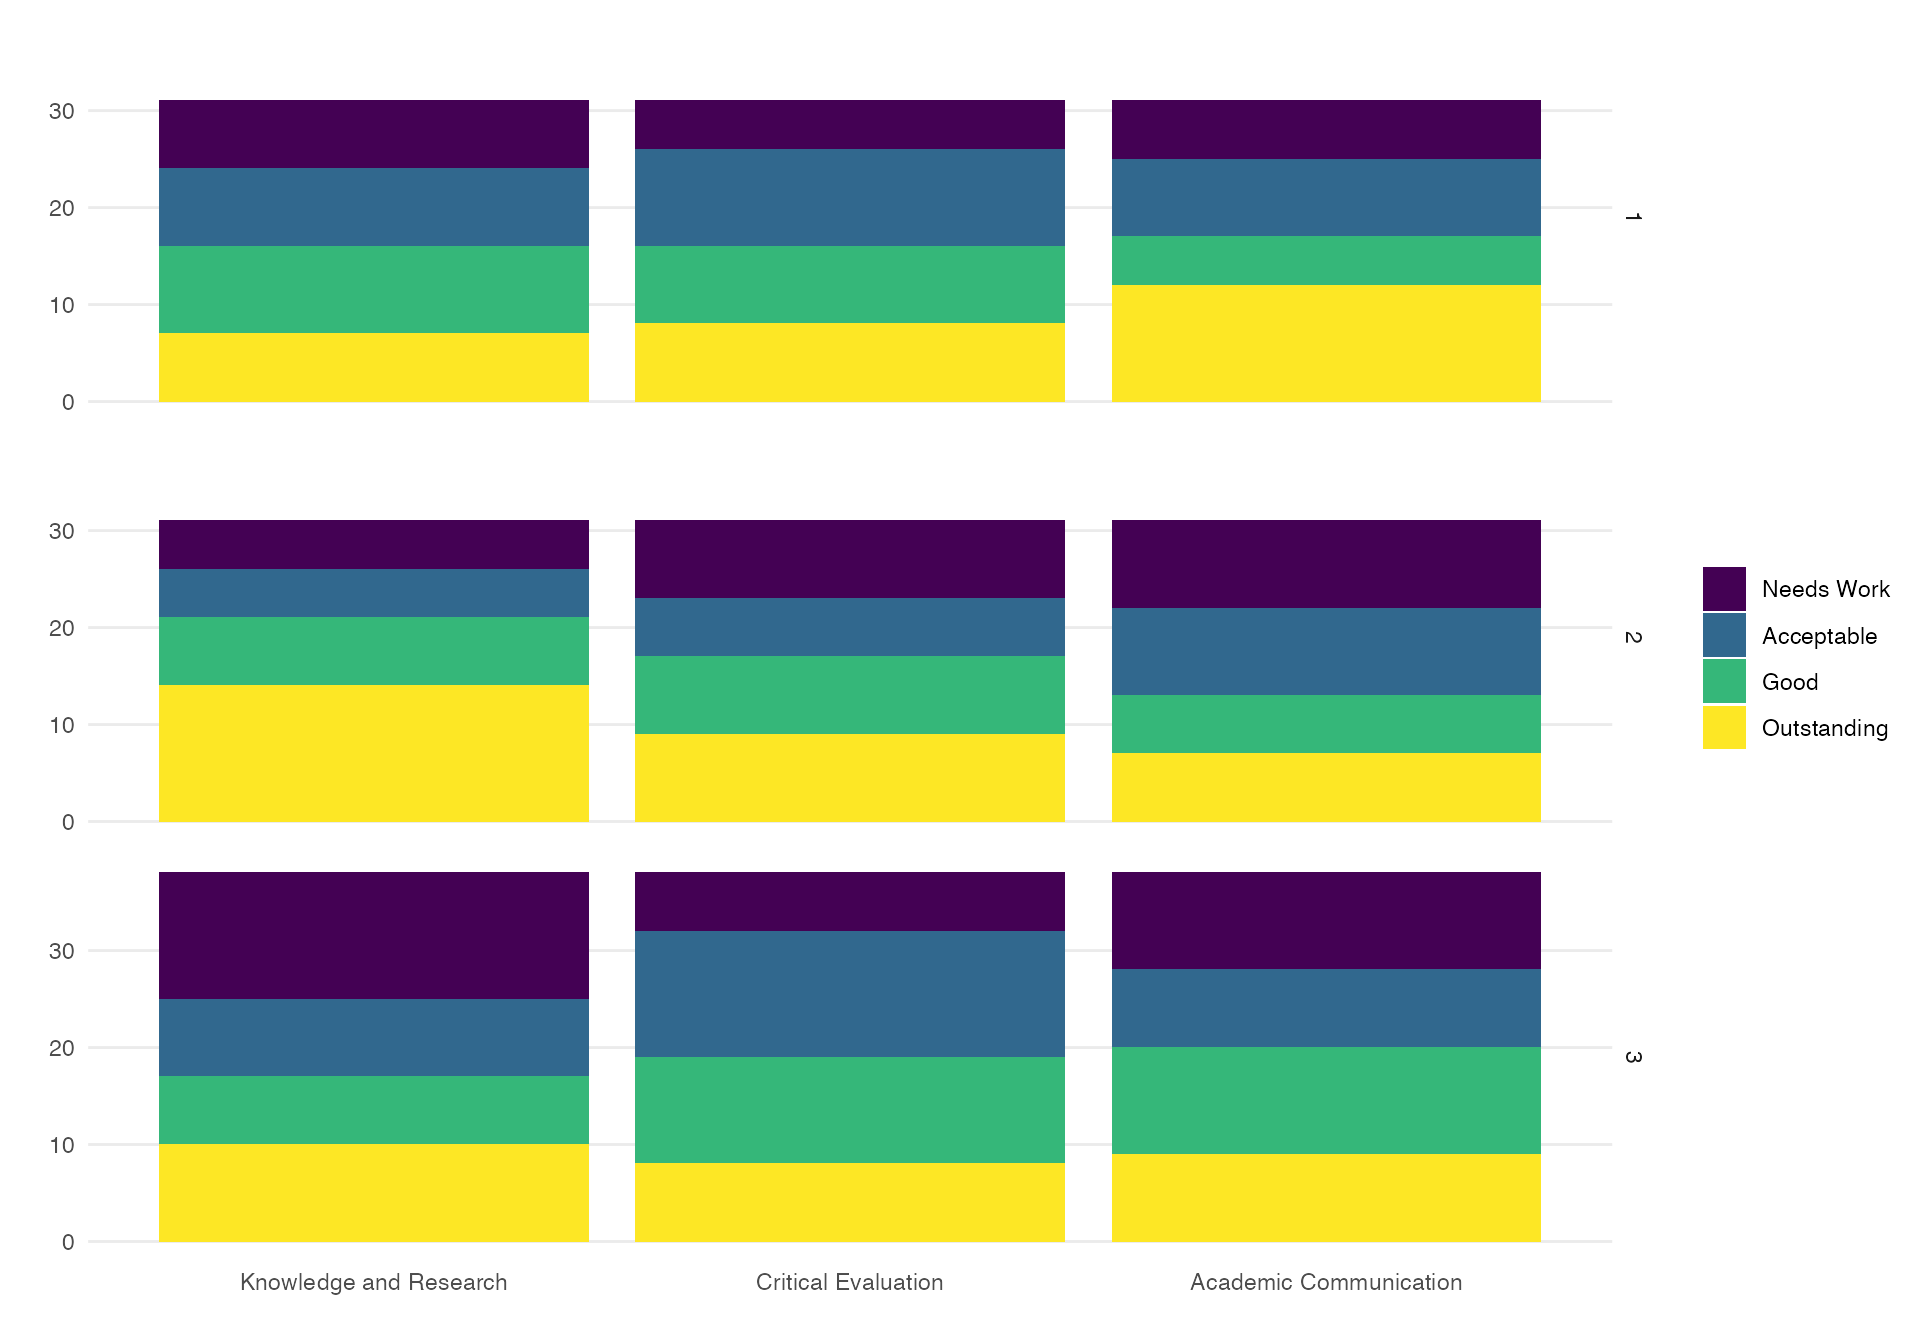 30
20
10
0
1
30
20
10
0
2
30
20
10
0
3
Knowledge and Research
Critical Evaluation
Academic Communication
Needs Work
Acceptable
Good
Outstanding